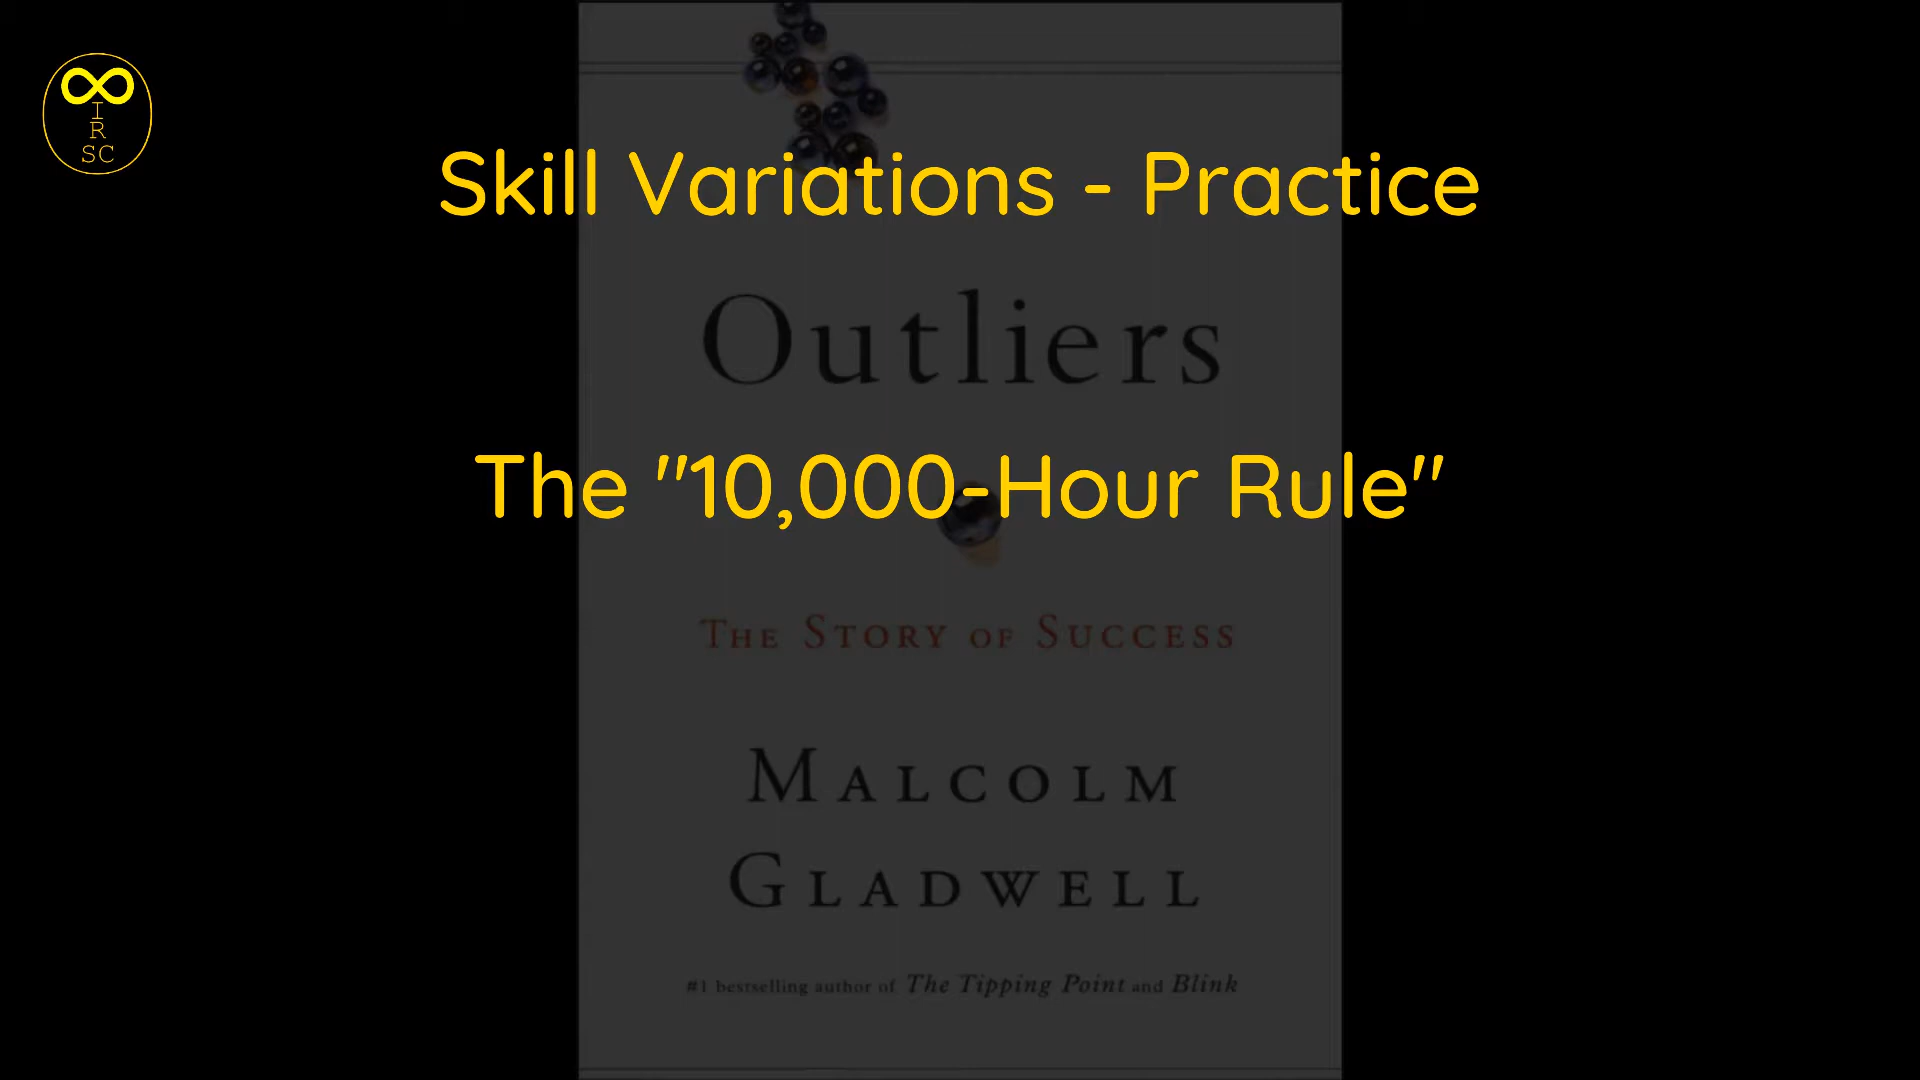 I
R
SC
Skill Variations - Practice
Outliers
The "10,000-Hour Rule"
THE STORY OF SUCCESS
MALCOLM
GLADWELL
#1 bestselling author of The Tipping Point and Blink